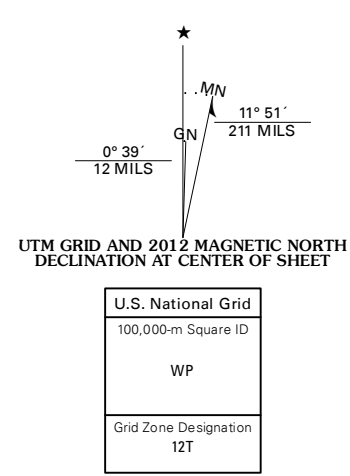 ★
MN
GN
11° 51´
211 MILS
0° 39´
12 MILS
UTM GRID AND 2012 MAGNETIC NORTH
DECLINATION AT CENTER OF SHEET
U.S. National Grid
100,000-m Square ID
WP
Grid Zone Designation
12T